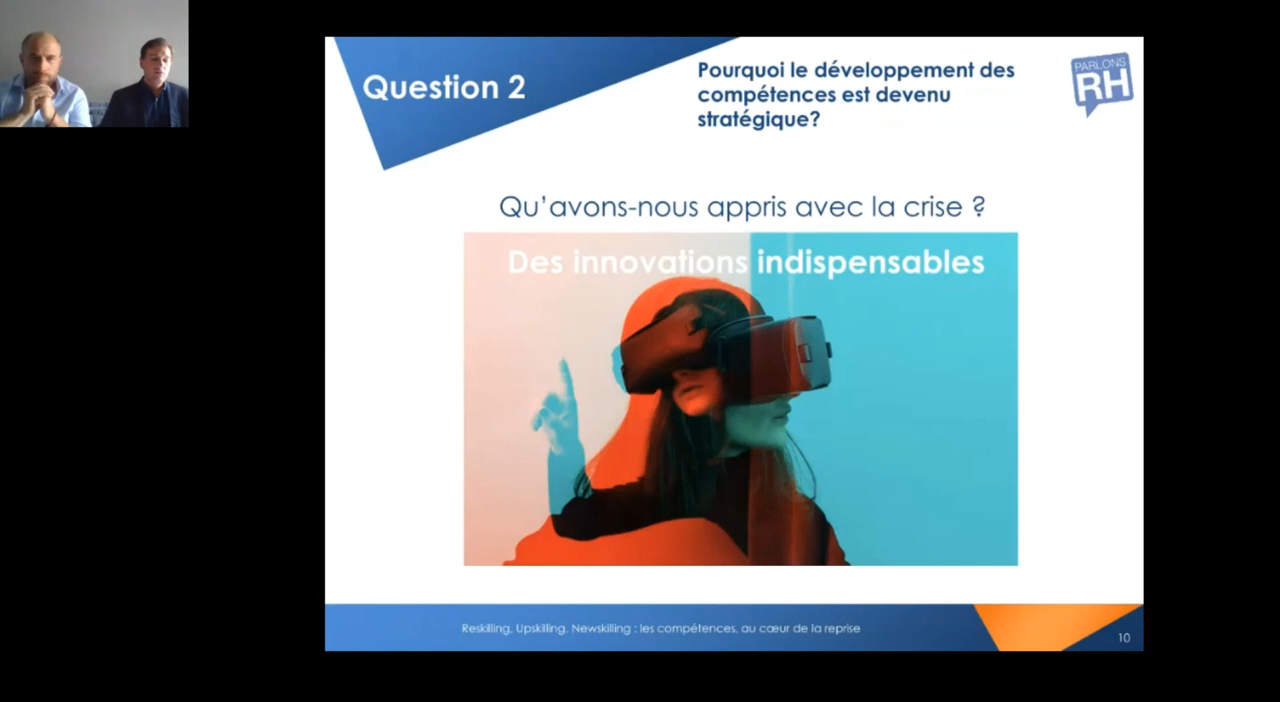 Question 2
Pourquoi le développement des
compétences est devenu
stratégique?
PARLONS
RH
Qu'avons-nous appris avec la crise ?
Des innovations indispensables
Reskilling, Upskilling, Newskilling : les compétences, au cœur de la reprise
10